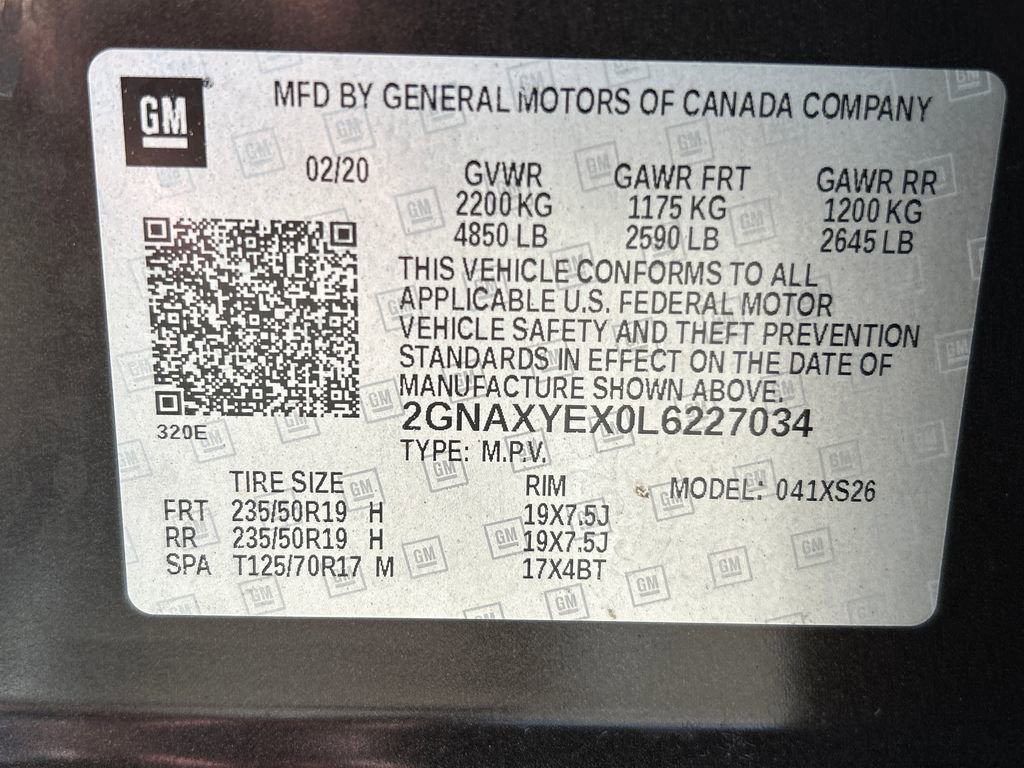 GM
MFD BY GENERAL MOTORS OF CANADA COMPANY
02/20 GVWR GAWR FRT GAWR RR
2200 KG 1175 KG 1200 KG
4850 LB 2590 LB 2645 LB
THIS VEHICLE CONFORMS TO ALL
APPLICABLE U.S. FEDERAL MOTOR
VEHICLE SAFETY AND THEFT PREVENTION
STANDARDS IN EFFECT ON THE DATE OF
MANUFACTURE SHOWN ABOVE.
2GNAXYEX0L6227034
320E
TYPE: M.P.V.
TIRE SIZE RIM MODEL: 041XS26
FRT 235/50R19 H 19X7.5J
RR 235/50R19 H 19X7.5J
SPA T125/70R17 M 17X4BT